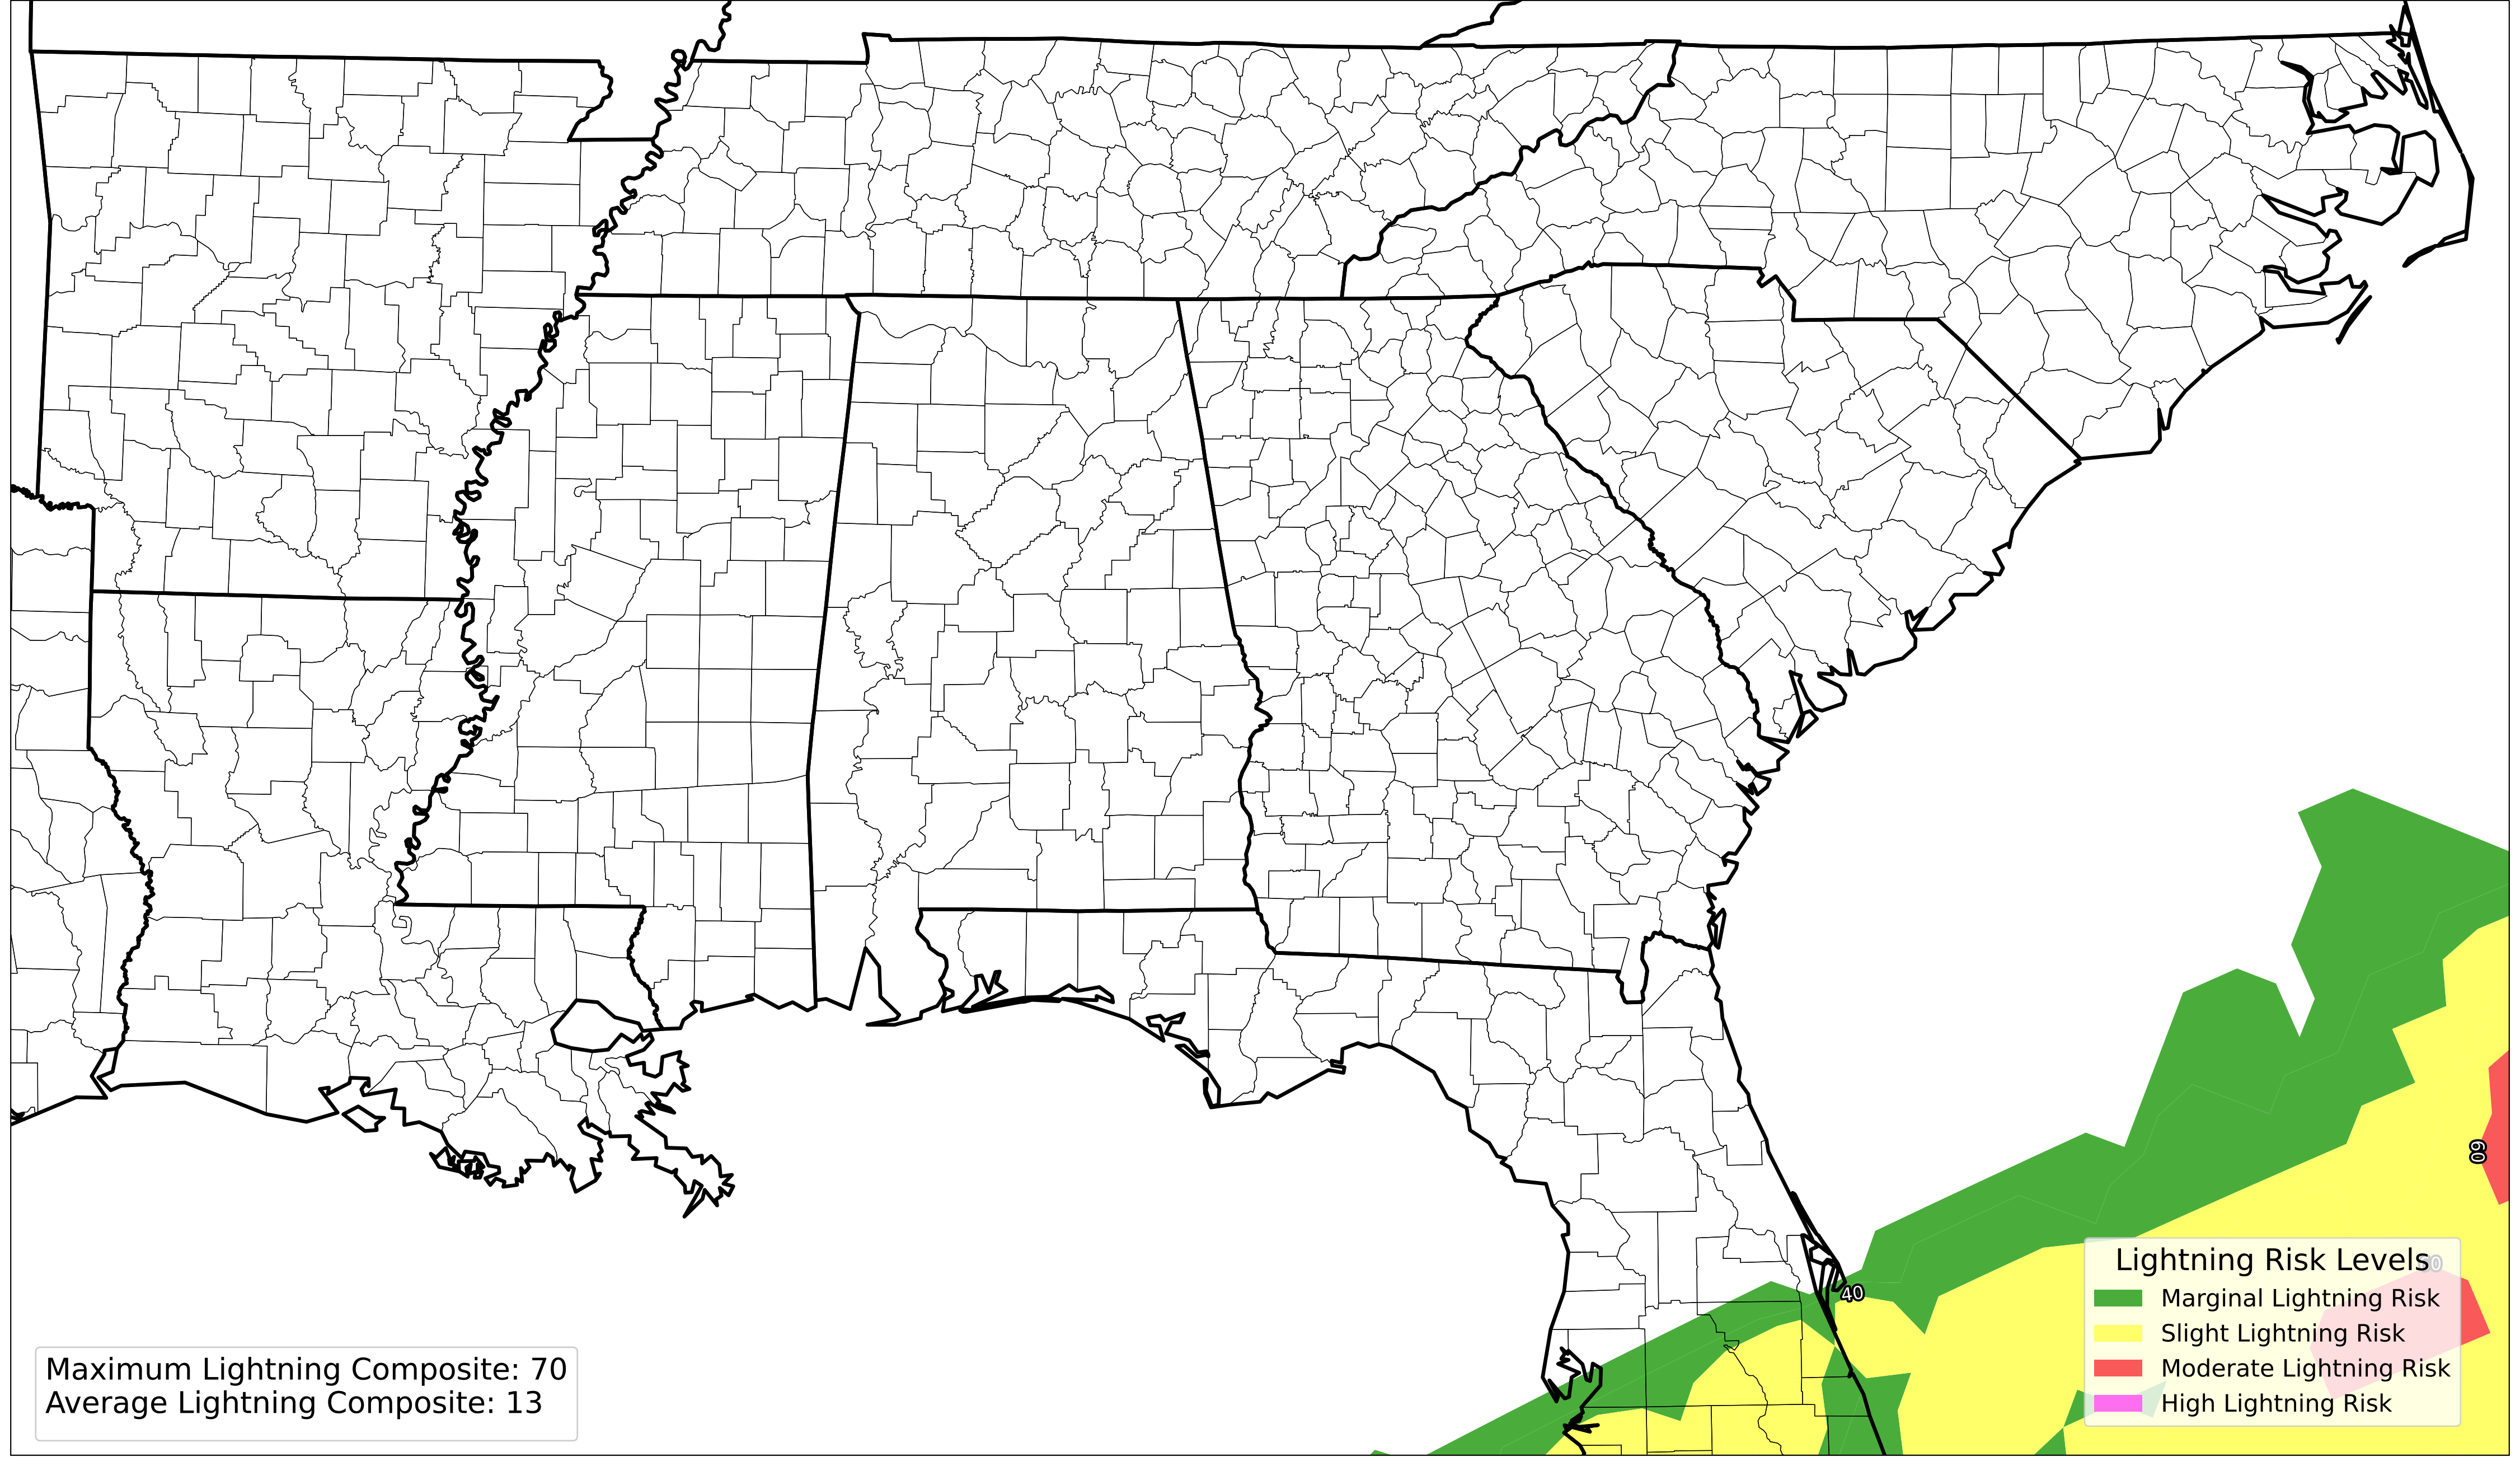 60
Lightning Risk Levels
40
Marginal Lightning Risk
Slight Lightning Risk
Moderate Lightning Risk
High Lightning Risk
Maximum Lightning Composite: 70
Average Lightning Composite: 13